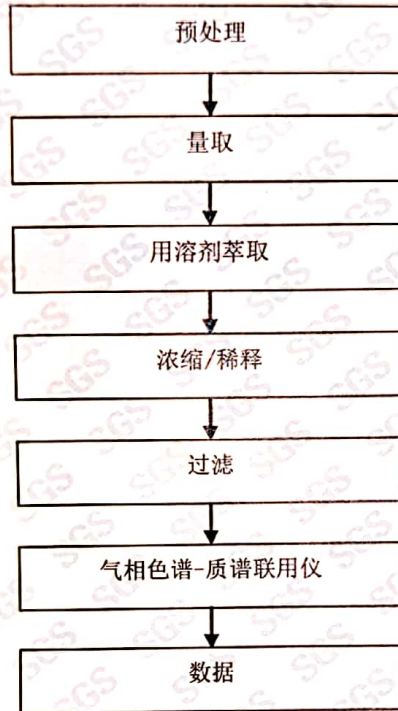 预处理
量取
用溶剂萃取
浓缩/稀释
过滤
气相色谱-质谱联用仪
数据